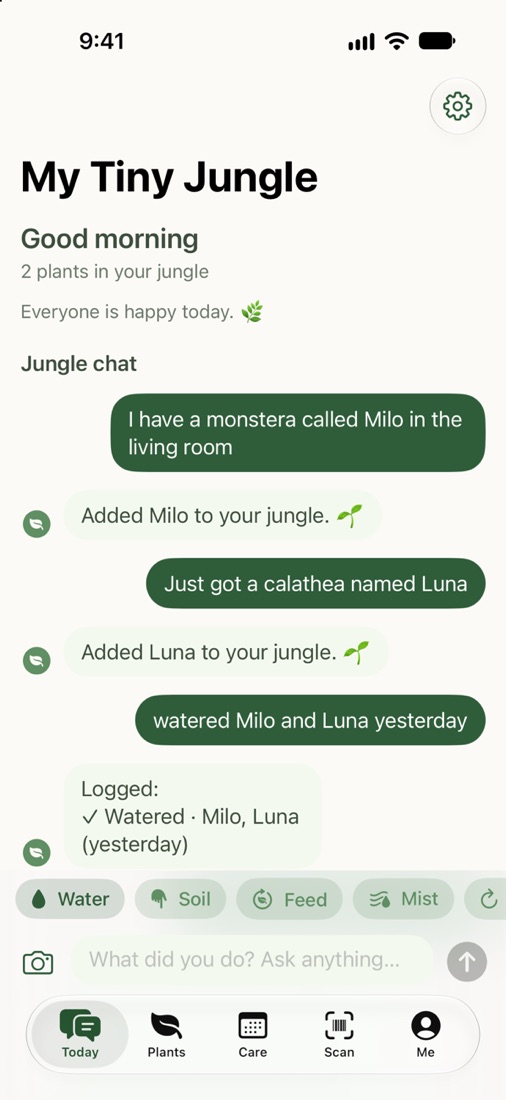 9:41
My Tiny Jungle
Good morning
2 plants in your jungle
Everyone is happy today. 🌿
Jungle chat
I have a monstera called Milo in the
living room
Added Milo to your jungle. 🌱
Just got a calathea named Luna
Added Luna to your jungle. 🌱
watered Milo and Luna yesterday
Logged:
✓ Watered · Milo, Luna
(yesterday)
Water Soil Feed Mist
What did you do? Ask anything...
Today Plants Care Scan Me